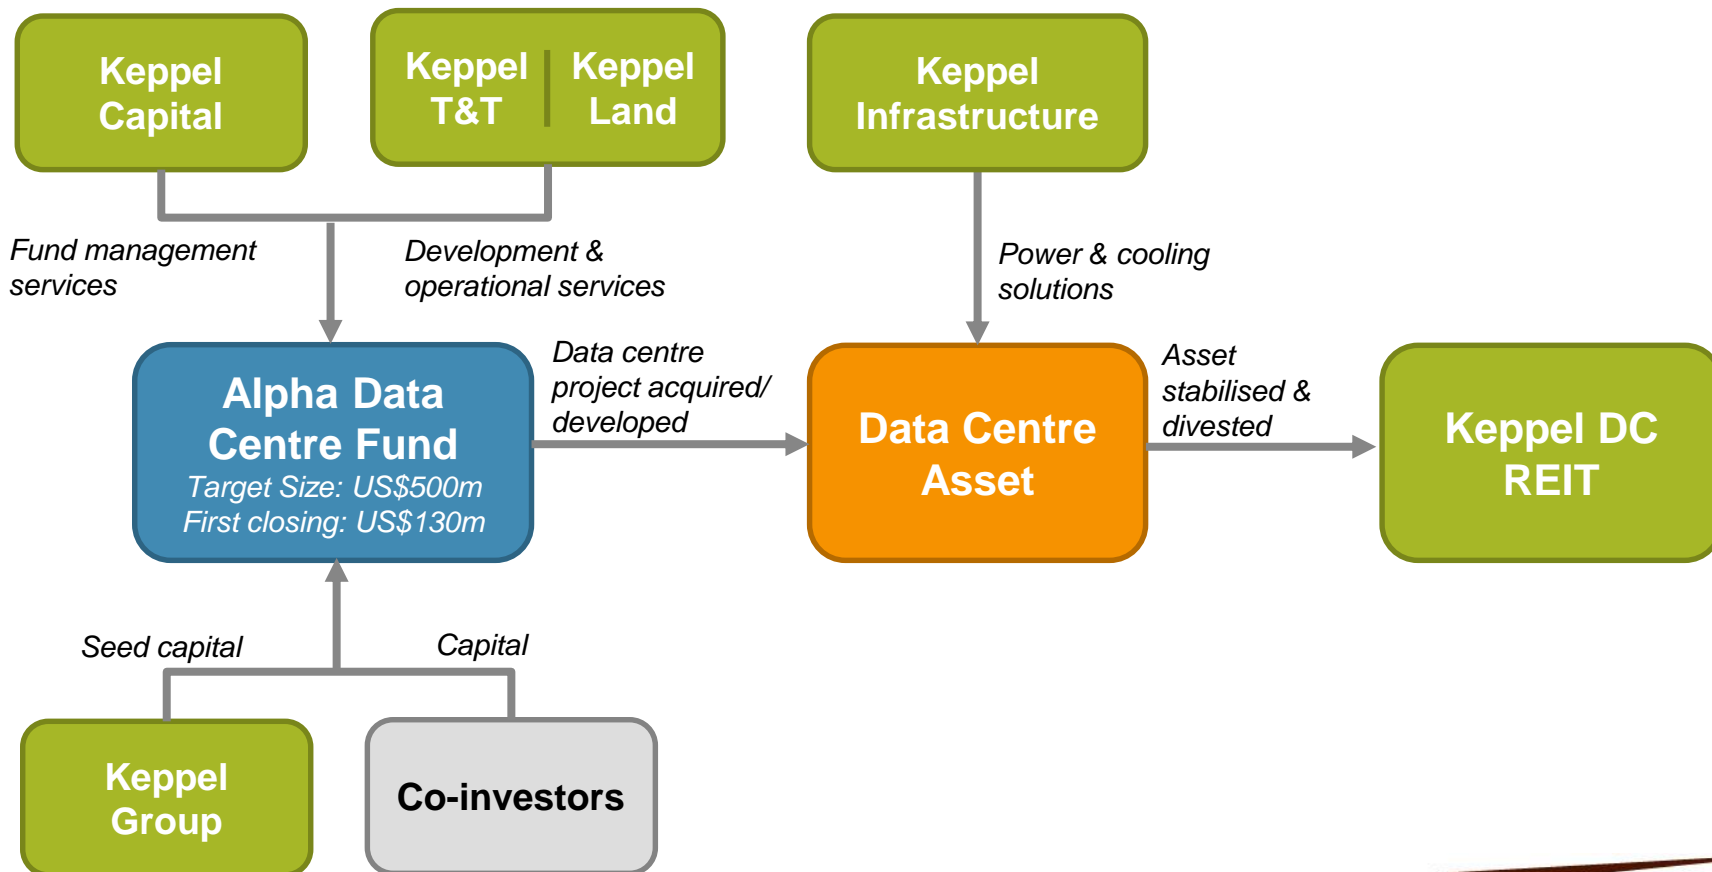 Keppel
Capital
Keppel
T&T
Keppel
Land
Keppel
Infrastructure
Fund management
services
Development &
operational services
Power & cooling
solutions
Alpha Data
Centre Fund
Target Size: US$500m
First closing: US$130m
Data centre
project acquired/
developed
Data Centre
Asset
Asset
stabilised &
divested
Keppel DC
REIT
Seed capital
Capital
Keppel
Group
Co-investors